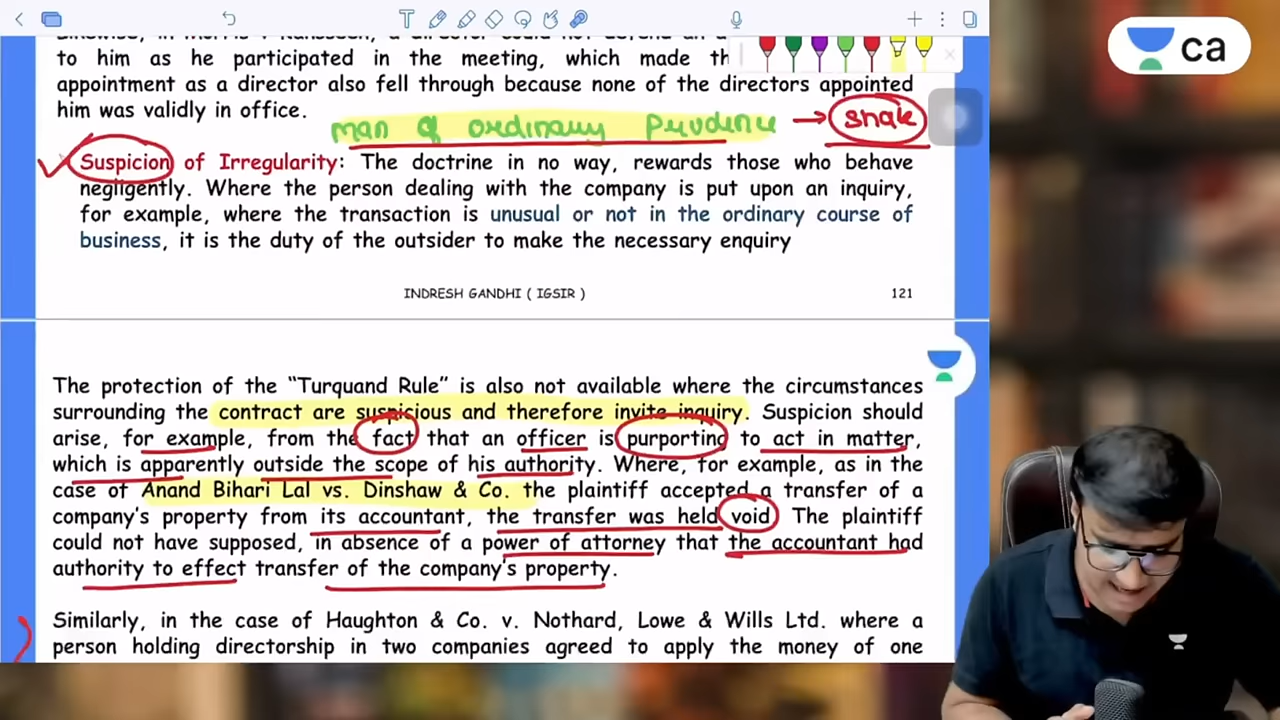 ca
to him as he participated in the meeting, which made th
appointment as a director also fell through because none of the directors appointed
him was validly in office.
man of ordinary Prudence → snake
Suspicion of Irregularity: The doctrine in no way, rewards those who behave
negligently. Where the person dealing with the company is put upon an inquiry,
for example, where the transaction is unusual or not in the ordinary course of
business, it is the duty of the outsider to make the necessary enquiry
INDRESH GANDHI ( IGSIR ) 121
The protection of the “Turquand Rule” is also not available where the circumstances
surrounding the contract are suspicious and therefore invite inquiry. Suspicion should
arise, for example, from the fact that an officer is purporting to act in matter,
which is apparently outside the scope of his authority. Where, for example, as in the
case of Anand Bihari Lal vs. Dinshaw & Co. the plaintiff accepted a transfer of a
company’s property from its accountant, the transfer was held void. The plaintiff
could not have supposed, in absence of a power of attorney that the accountant had
authority to effect transfer of the company’s property.
Similarly, in the case of Haughton & Co. v. Nothard, Lowe & Wills Ltd. where a
person holding directorship in two companies agreed to apply the money of one